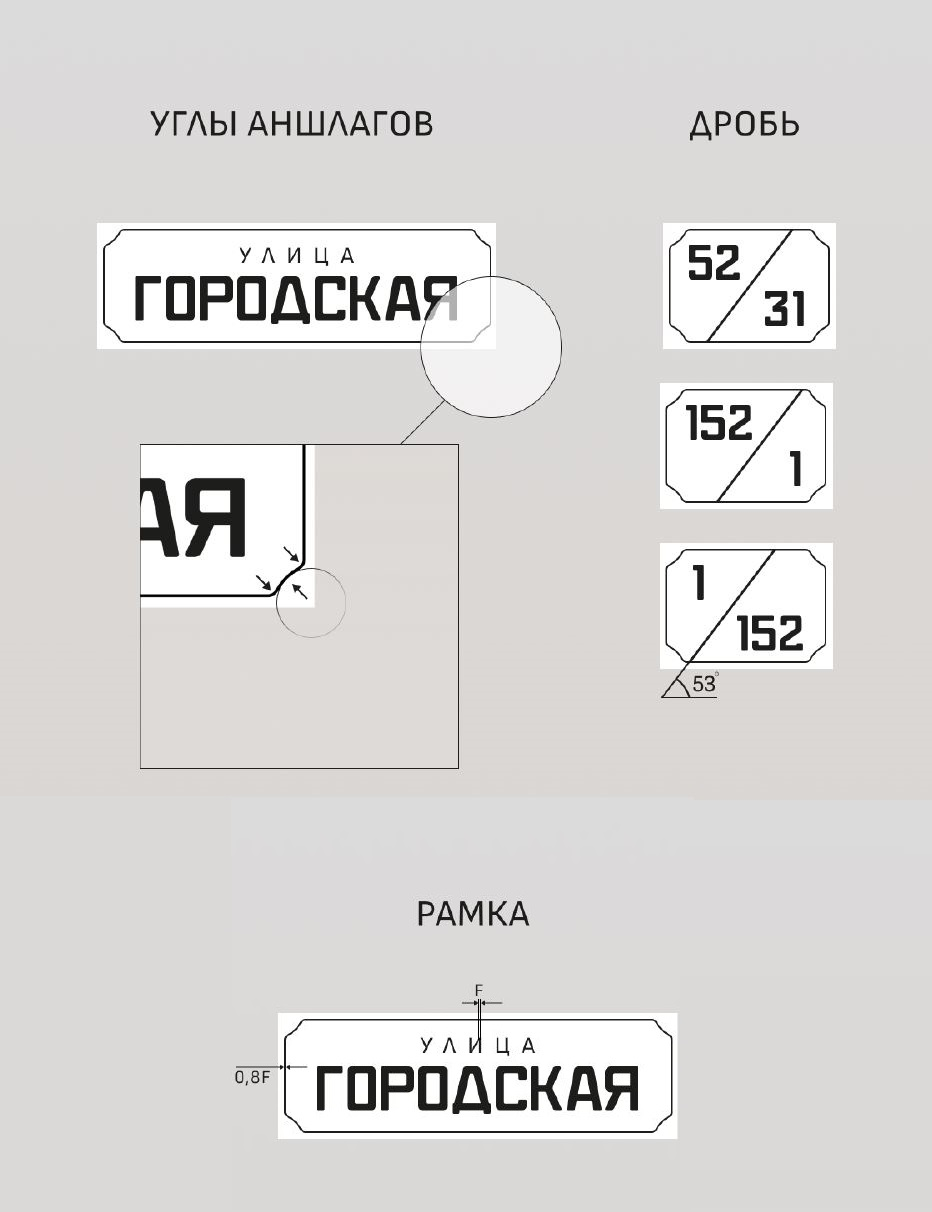 УГЛЫ АНШЛАГОВ
УЛИЦА
ГОРОДСКАЯ
АЯ
ДРОБЬ
52
31
152
1
1
152
53°
РАМКА
F
УЛИЦА
ГОРОДСКАЯ
0,8F